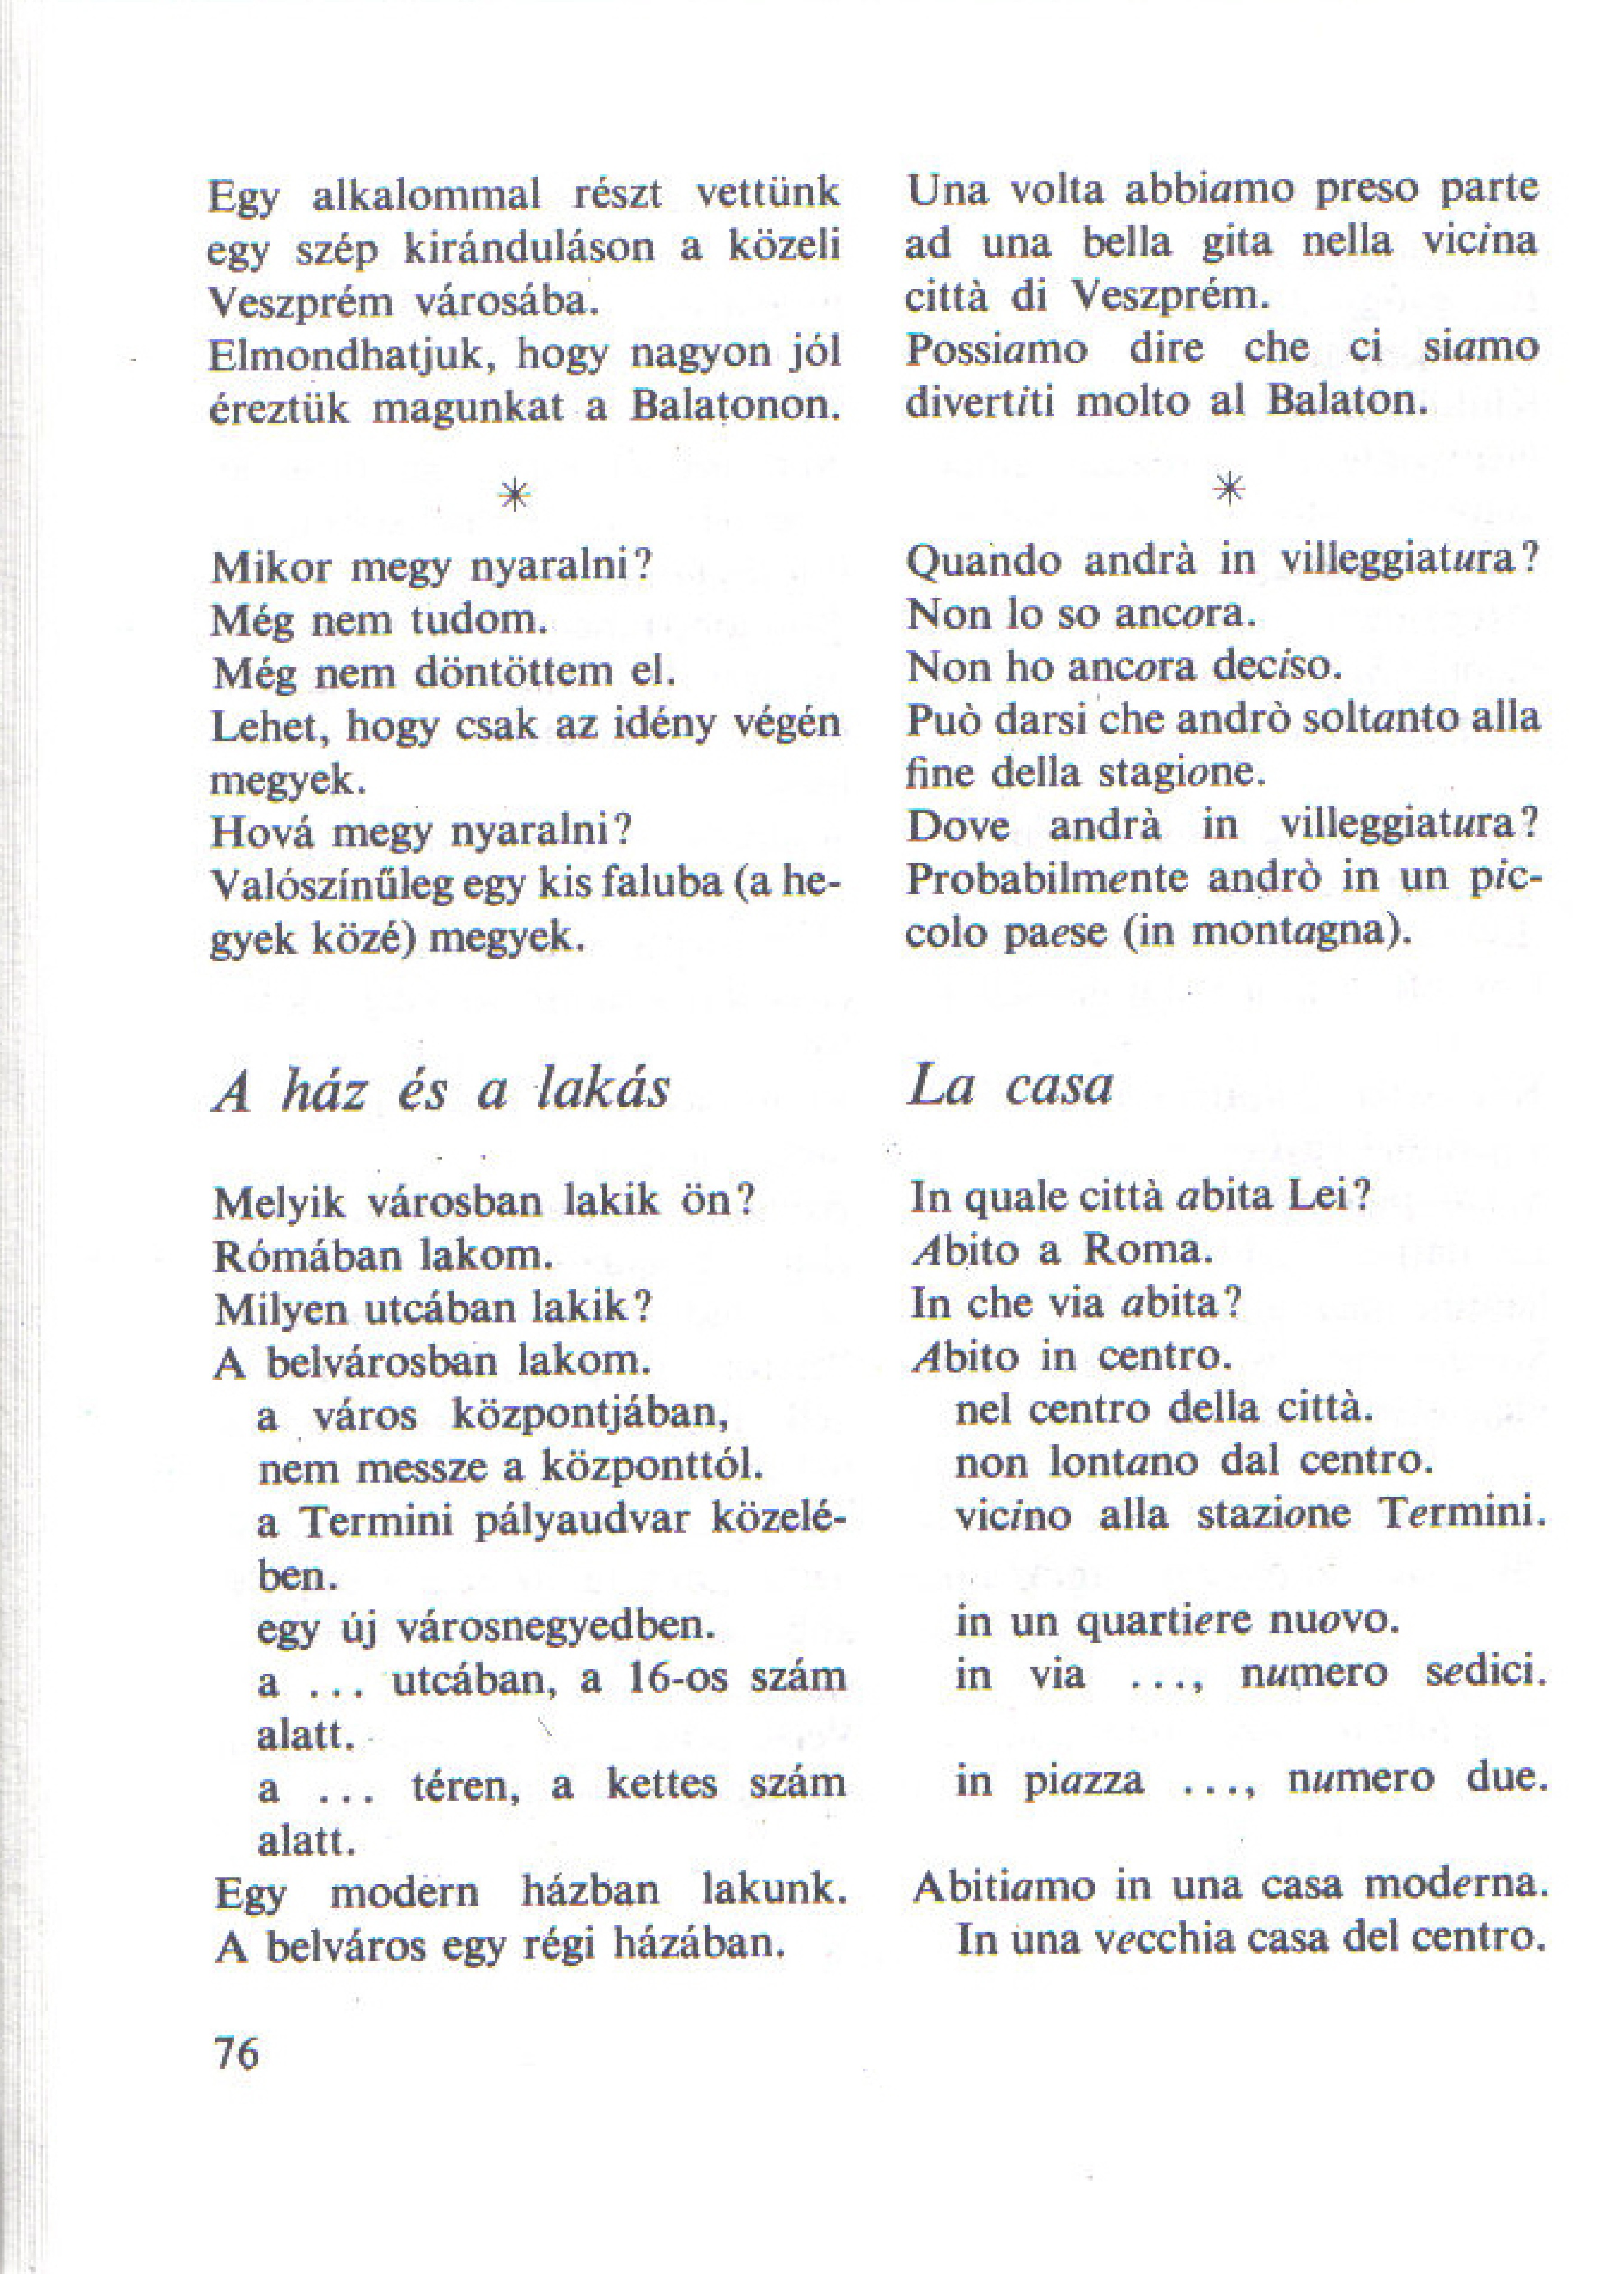 Egy alkalommal részt vettünk
egy szép kiránduláson a közeli
Veszprém városába.
Elmondhatjuk, hogy nagyon jól
éreztük magunkat a Balatonon.
*
Mikor megy nyaralni?
Még nem tudom.
Még nem döntöttem el.
Lehet, hogy csak az idény végén
megyek.
Hová megy nyaralni?
Valószínűleg egy kis faluba (a he-
gyek közé) megyek.
A ház és a lakás
Melyik városban lakik ön?
Rómában lakom.
Milyen utcában lakik?
A belvárosban lakom.
a város központjában,
nem messze a központtól.
a Termini pályaudvar közelé-
ben.
egy új városnegyedben.
a ... utcában, a 16-os szám
alatt.
a ... téren, a kettes szám
alatt.
Egy modern házban lakunk.
A belváros egy régi házában.
76
Una volta abbiamo preso parte
ad una bella gita nella vicina
città di Veszprém.
Possiamo dire che ci siamo
divertiti molto al Balaton.
*
Quando andrà in villeggiatura?
Non lo so ancora.
Non ho ancora deciso.
Può darsi che andrò soltanto alla
fine della stagione.
Dove andrà in villeggiatura?
Probabilmente andrò in un pic-
colo paese (in montagna).
La casa
In quale città abita Lei?
Abito a Roma.
In che via abita?
Abito in centro.
nel centro della città.
non lontano dal centro.
vicino alla stazione Termini.
in un quartiere nuovo.
in via ..., numero sedici.
in piazza ..., numero due.
Abitiamo in una casa moderna.
In una vecchia casa del centro.